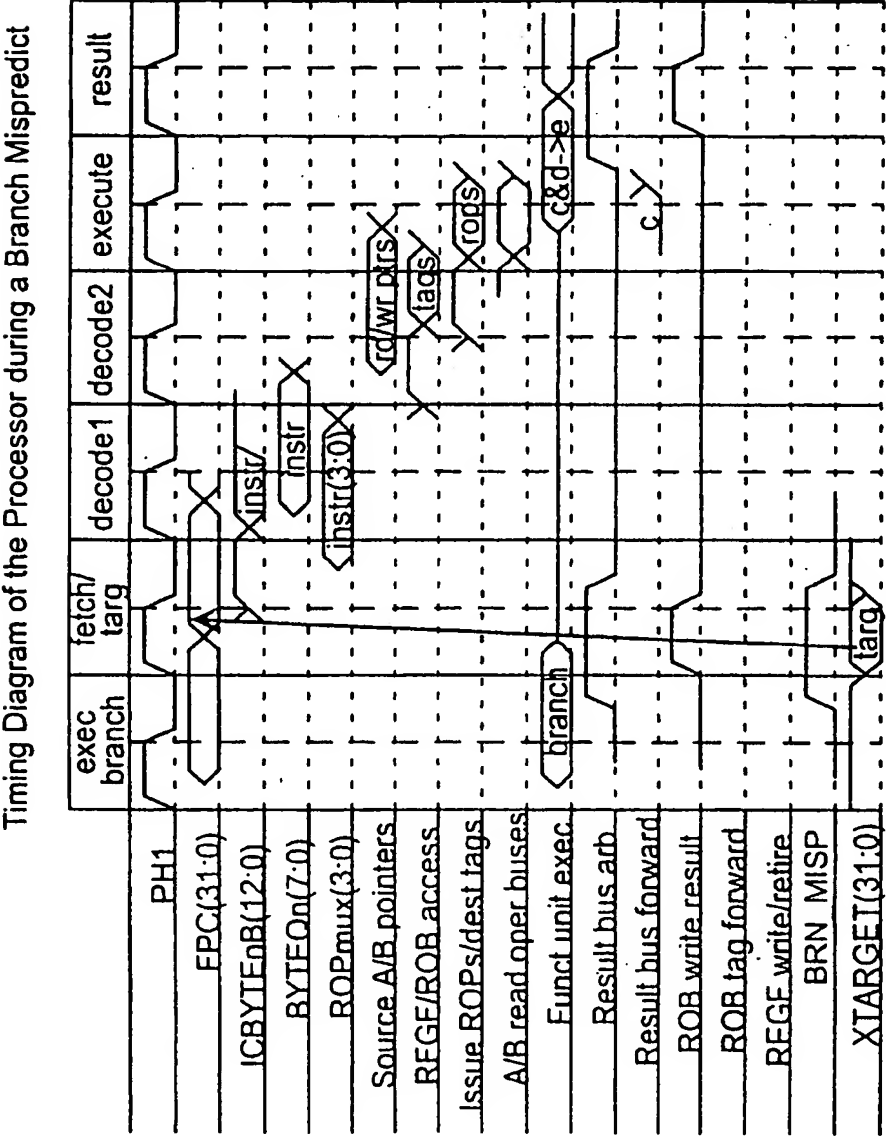 Timing Diagram of the Processor during a Branch Mispredict
exec
branch
fetch/
targ
decode1
decode2
execute
result
PH1
FPC(31:0)
ICBYTEnB(12:0)
instr
BYTEQn(7:0)
instr
ROPmux(3:0)
instr(3:0)
Source A/B pointers
rd/wr ptrs
REGF/ROB access
tags
Issue ROPs/dest tags
rops
A/B read oper buses
Funct unit exec
branch
c&d->e
Result bus arb
Result bus forward
c
ROB write result
ROB tag forward
REGF write/retire
BRN MISP
XTARGET(31:0)
targ